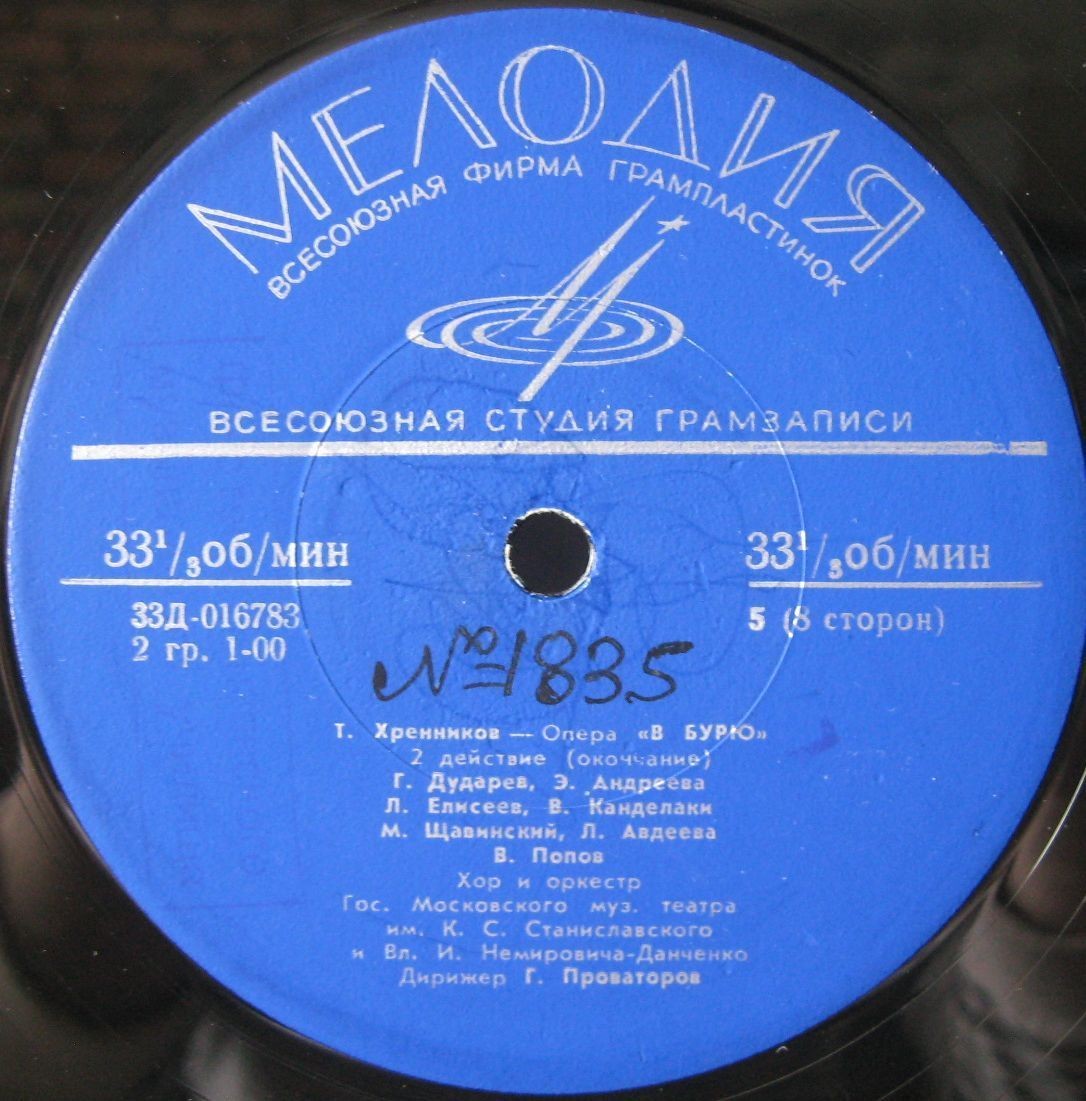 МЕЛОДИЯ
ВСЕСОЮЗНАЯ ФИРМА ГРАМПЛАСТИНОК
ВСЕСОЮЗНАЯ СТУДИЯ ГРАМЗАПИСИ
33¹/₃об/мин 33¹/₃об/мин
33Д-016783 5 (8 сторон)
2 гр. 1-00
№1835
Т. Хренников — Опера «В БУРЮ»
2 действие (окончание)
Г. Дударев, Э. Андреева
Л. Елисеев, В. Канделаки
М. Щавинский, Л. Авдеева
В. Попов
Хор и оркестр
Гос. Московского муз. театра
им. К. С. Станиславского
и Вл. И. Немировича-Данченко
Дирижер Г. Проваторов